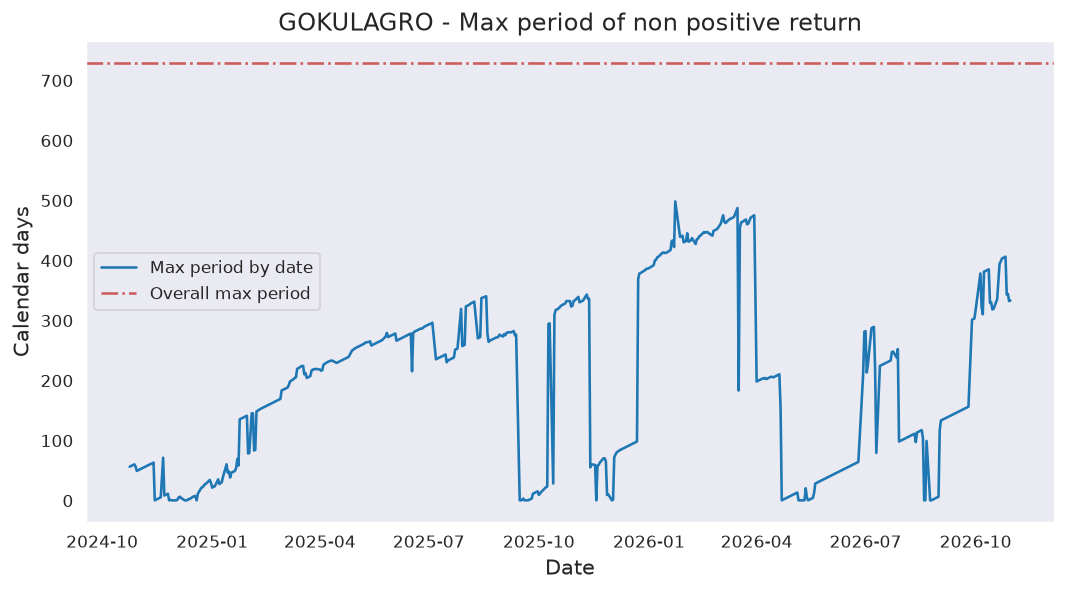 GOKULAGRO - Max period of non positive return
Calendar days
700
600
500
400
300
200
100
0
Max period by date
Overall max period
2024-10 2025-01 2025-04 2025-07 2025-10 2026-01 2026-04 2026-07 2026-10
Date